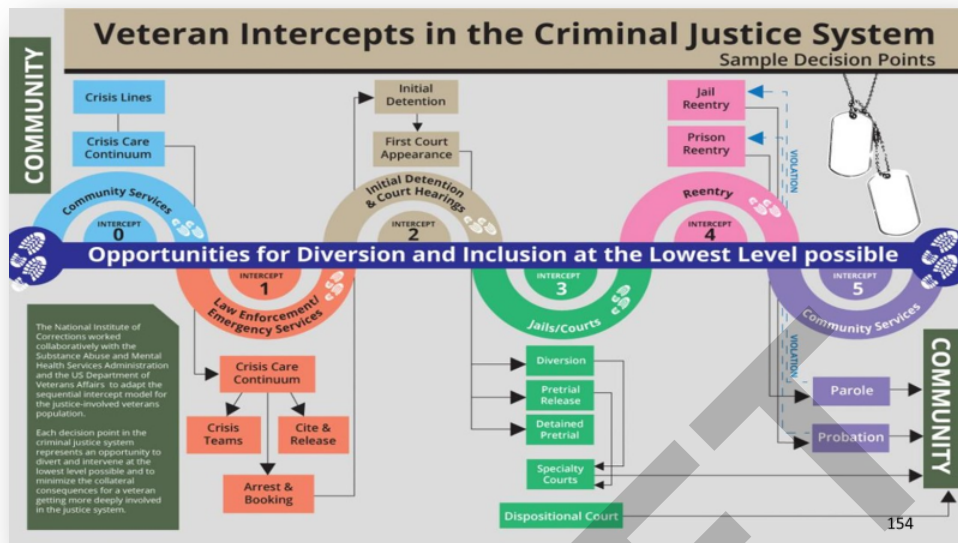 Veteran Intercepts in the Criminal Justice System
Sample Decision Points
COMMUNITY
Crisis Lines
Crisis Care
Continuum
Community Services
INTERCEPT
0
Initial
Detention
First Court
Appearance
Initial Detention
& Court Hearings
INTERCEPT
2
Jail
Reentry
Prison
Reentry
VIOLATION
Reentry
INTERCEPT
4
Opportunities for Diversion and Inclusion at the Lowest Level possible
INTERCEPT
1
Law Enforcement/
Emergency Services
INTERCEPT
3
Jails/Courts
INTERCEPT
5
Community Services
The National Institute of
Corrections worked
collaboratively with the
Substance Abuse and Mental
Health Services Administration
and the US Department of
Veterans Affairs to adapt the
sequential intercept model for
the justice-involved veterans
population.
Each decision point in the
criminal justice system
represents an opportunity to
divert and intervene at the
lowest level possible and to
minimize the collateral
consequences for a veteran
getting more deeply involved
in the justice system.
Crisis Care
Continuum
Crisis
Teams
Cite &
Release
Arrest &
Booking
Diversion
Pretrial
Release
Detained
Pretrial
Specialty
Courts
Dispositional Court
VIOLATION
Parole
Probation
COMMUNITY
154